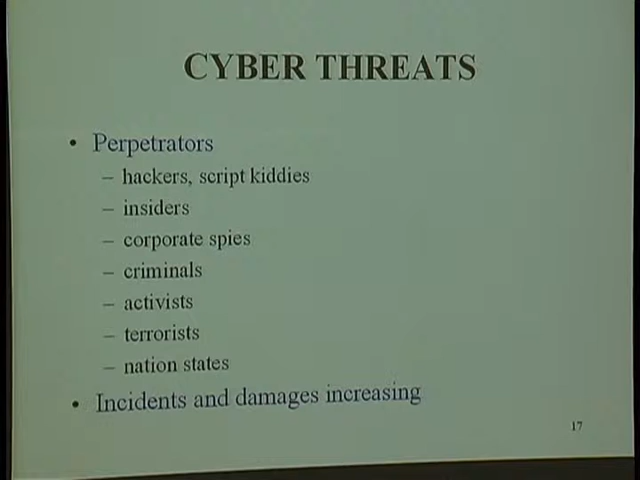 CYBER THREATS
• Perpetrators
– hackers, script kiddies
– insiders
– corporate spies
– criminals
– activists
– terrorists
– nation states
• Incidents and damages increasing
17